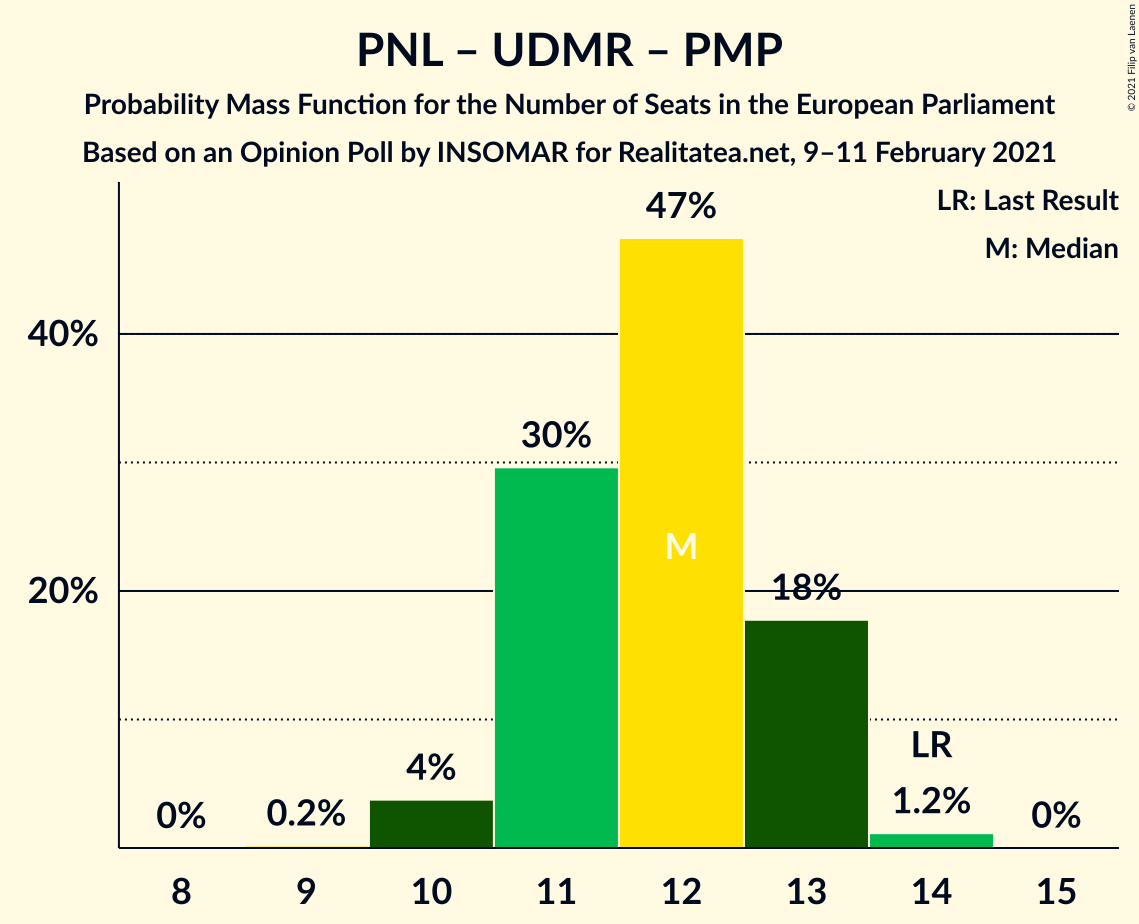 PNL – UDMR – PMP
Probability Mass Function for the Number of Seats in the European Parliament
Based on an Opinion Poll by INSOMAR for Realitatea.net, 9–11 February 2021
© 2021 Filip van Laenen
LR: Last Result
M: Median
47%
40%
30%
M
20%
18%
LR
4%
1.2%
0%
0.2%
0%
8
9
10
11
12
13
14
15